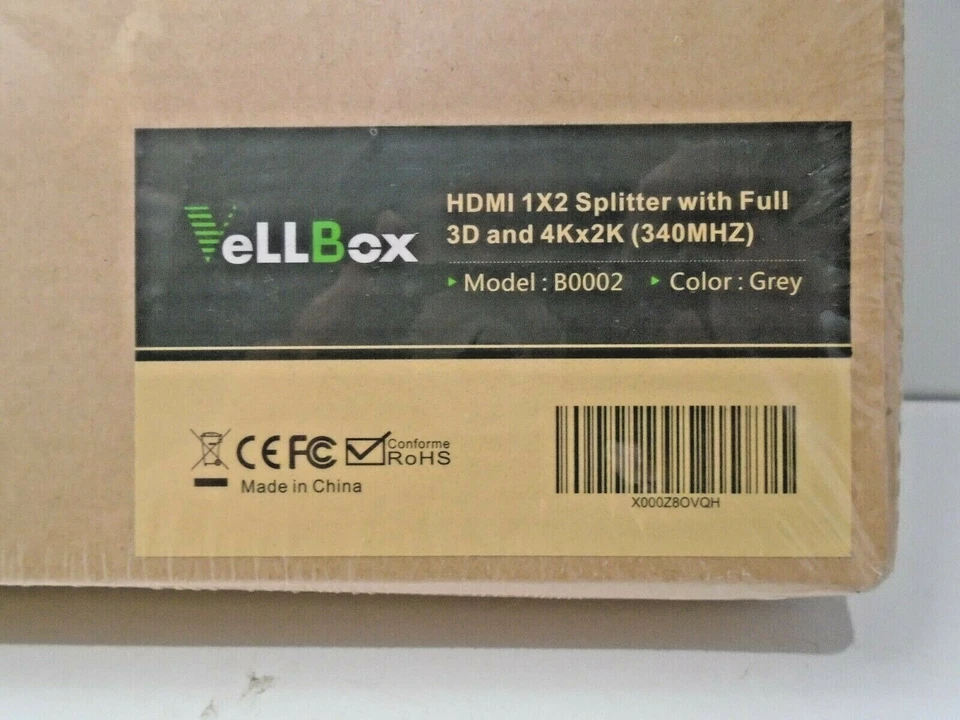 VeLLBox
HDMI 1X2 Splitter with Full
3D and 4Kx2K (340MHZ)
Model : B0002 Color : Grey
CE FC Conforme
RoHS
Made in China
X000Z8OVQH